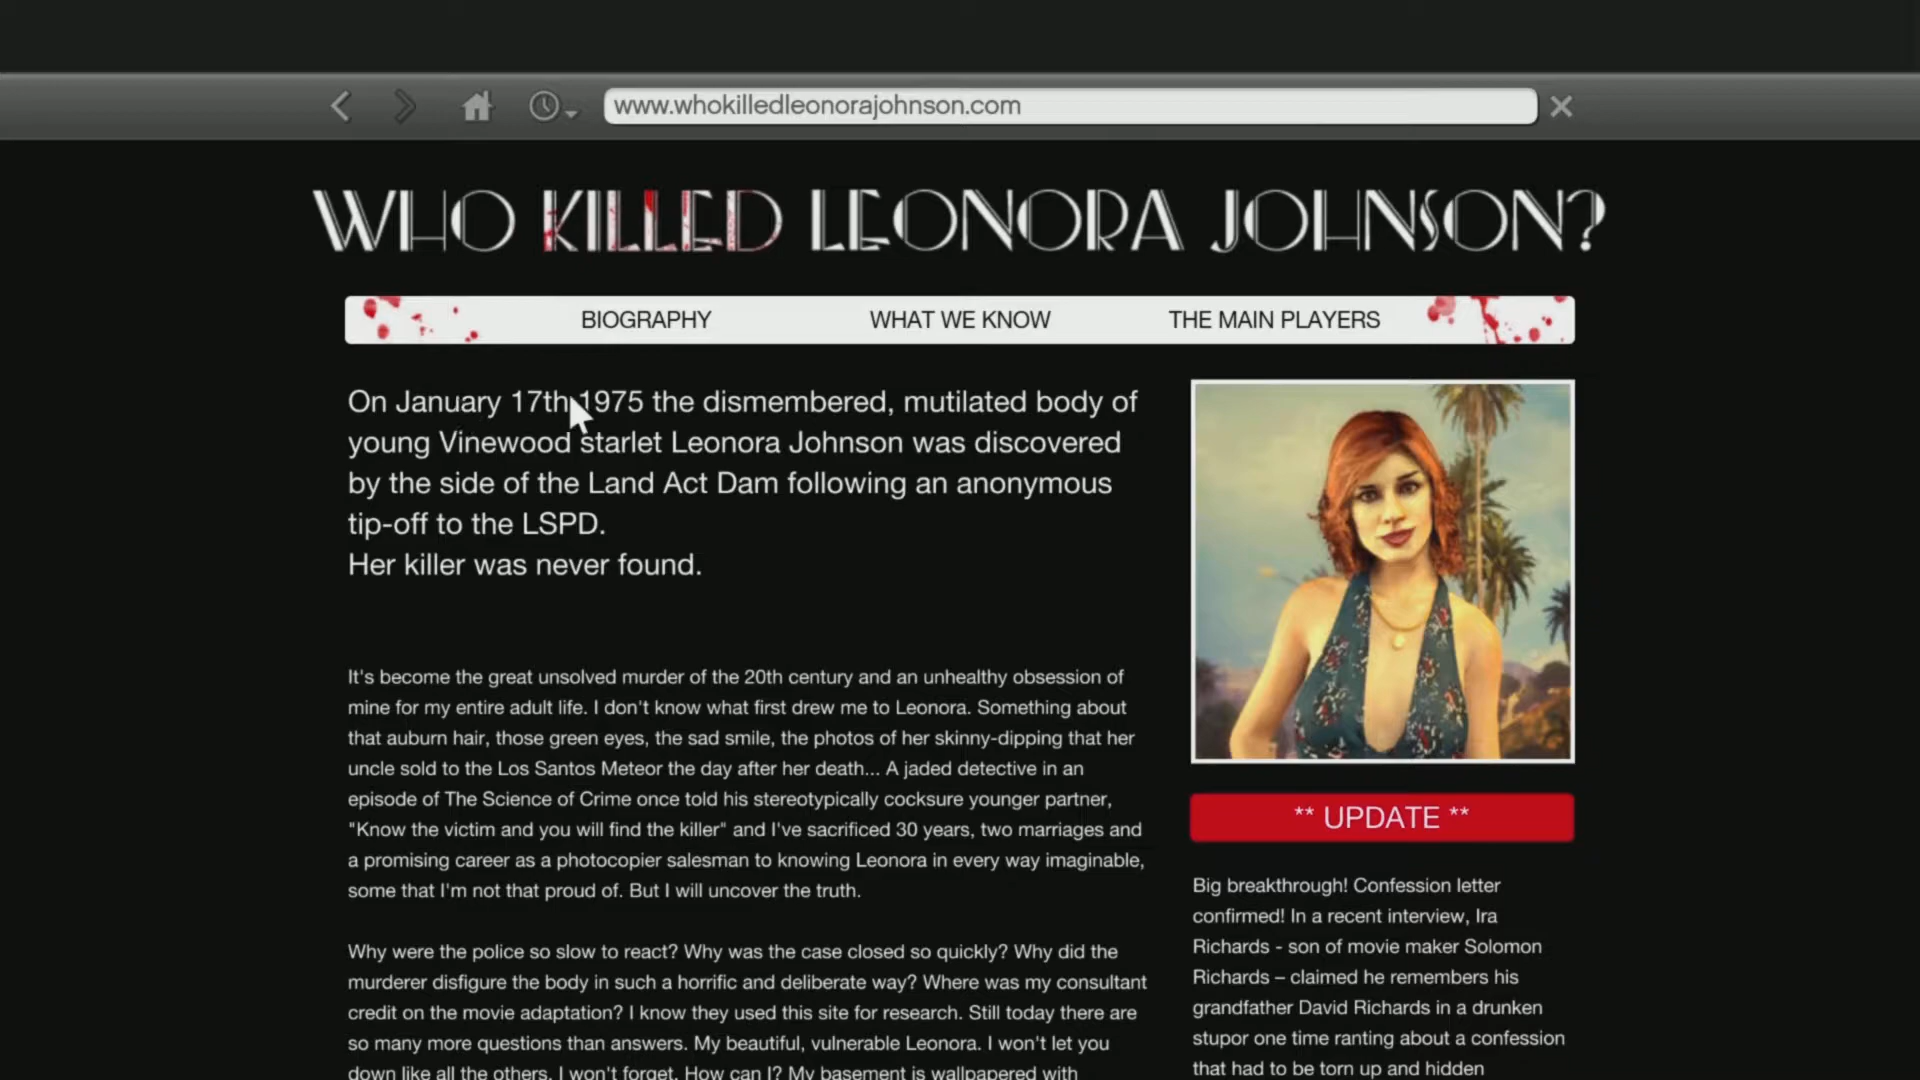 www.whokilledleonorajohnson.com
WHO KILLED LEONORA JOHNSON?
BIOGRAPHY
WHAT WE KNOW
THE MAIN PLAYERS
On January 17th 1975 the dismembered, mutilated body of
young Vinewood starlet Leonora Johnson was discovered
by the side of the Land Act Dam following an anonymous
tip-off to the LSPD.
Her killer was never found.
It's become the great unsolved murder of the 20th century and an unhealthy obsession of
mine for my entire adult life. I don't know what first drew me to Leonora. Something about
that auburn hair, those green eyes, the sad smile, the photos of her skinny-dipping that her
uncle sold to the Los Santos Meteor the day after her death... A jaded detective in an
episode of The Science of Crime once told his stereotypically cocksure younger partner,
"Know the victim and you will find the killer" and I've sacrificed 30 years, two marriages and
a promising career as a photocopier salesman to knowing Leonora in every way imaginable,
some that I'm not that proud of. But I will uncover the truth.
Why were the police so slow to react? Why was the case closed so quickly? Why did the
murderer disfigure the body in such a horrific and deliberate way? Where was my consultant
credit on the movie adaptation? I know they used this site for research. Still today there are
so many more questions than answers. My beautiful, vulnerable Leonora. I won't let you
down like all the others. I won't forget. How can I? My basement is wallpapered with
** UPDATE **
Big breakthrough! Confession letter
confirmed! In a recent interview, Ira
Richards - son of movie maker Solomon
Richards – claimed he remembers his
grandfather David Richards in a drunken
stupor one time ranting about a confession
that had to be torn up and hidden